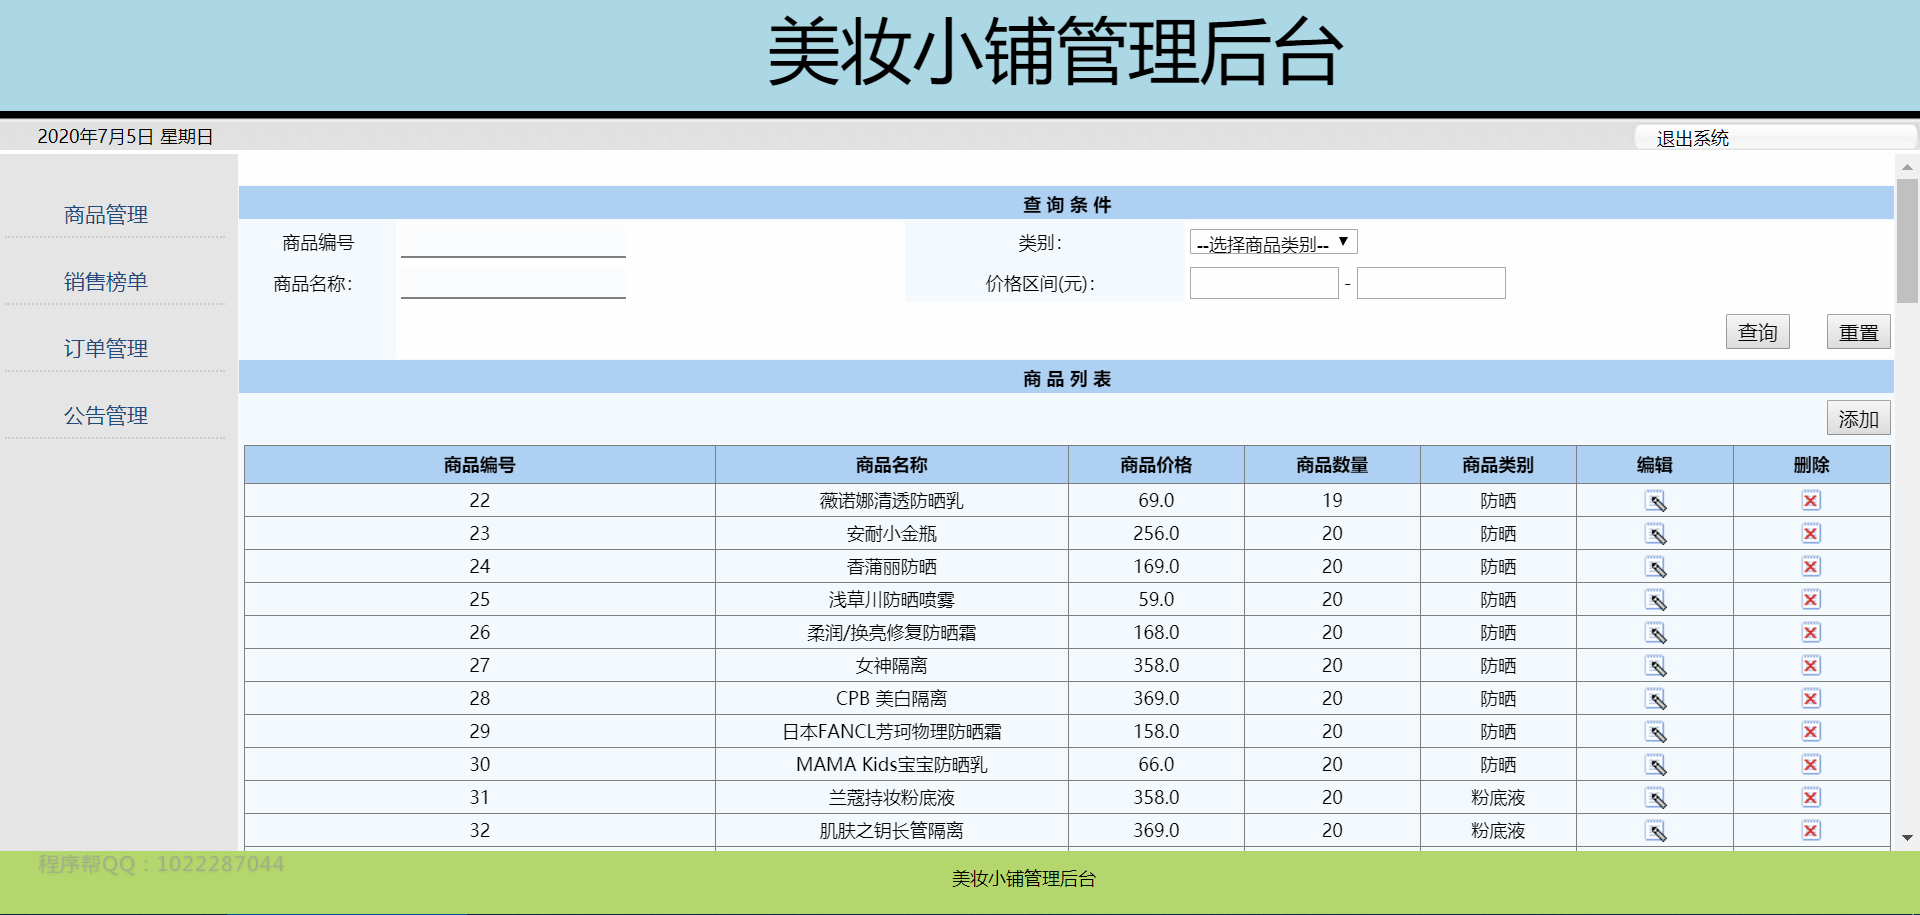 美妆小铺管理后台
2020年7月5日 星期日
退出系统
商品管理
销售榜单
订单管理
公告管理
查 询 条 件
商品编号 类别： --选择商品类别--
商品名称： 价格区间(元)： -
查询 重置
商 品 列 表
添加
商品编号 商品名称 商品价格 商品数量 商品类别 编辑 删除
22 薇诺娜清透防晒乳 69.0 19 防晒
23 安耐小金瓶 256.0 20 防晒
24 香蒲丽防晒 169.0 20 防晒
25 浅草川防晒喷雾 59.0 20 防晒
26 柔润/换亮修复防晒霜 168.0 20 防晒
27 女神隔离 358.0 20 防晒
28 CPB 美白隔离 369.0 20 防晒
29 日本FANCL芳珂物理防晒霜 158.0 20 防晒
30 MAMA Kids宝宝防晒乳 66.0 20 防晒
31 兰蔻持妆粉底液 358.0 20 粉底液
32 肌肤之钥长管隔离 369.0 20 粉底液
程序帮QQ：1022287044
美妆小铺管理后台